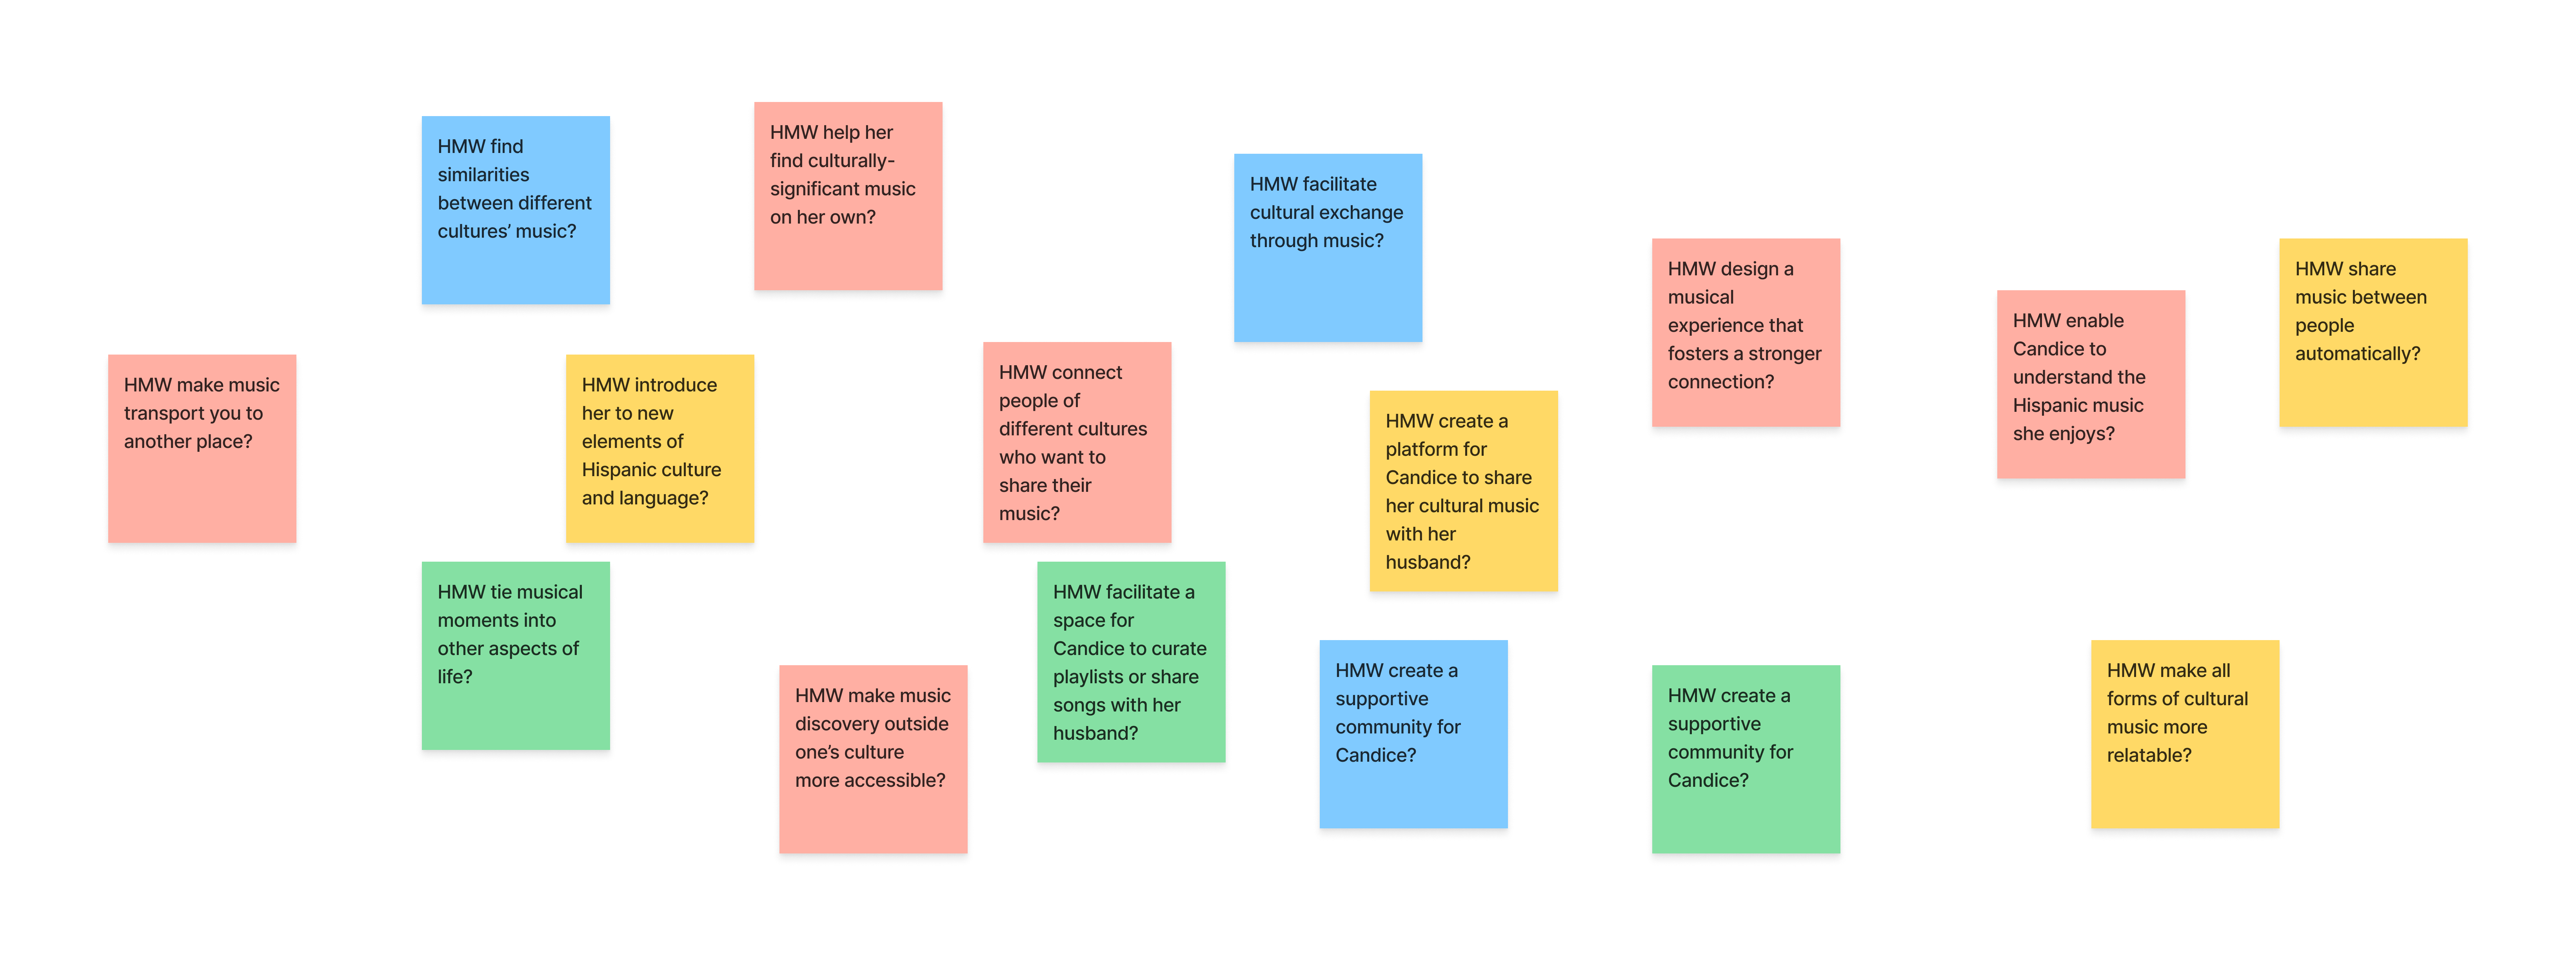 HMW find
similarities
between different
cultures’ music?
HMW help her
find culturally-
significant music
on her own?
HMW facilitate
cultural exchange
through music?
HMW design a
musical
experience that
fosters a stronger
connection?
HMW enable
Candice to
understand the
Hispanic music
she enjoys?
HMW share
music between
people
automatically?
HMW make music
transport you to
another place?
HMW introduce
her to new
elements of
Hispanic culture
and language?
HMW connect
people of
different cultures
who want to
share their
music?
HMW create a
platform for
Candice to share
her cultural music
with her
husband?
HMW tie musical
moments into
other aspects of
life?
HMW make music
discovery outside
one’s culture
more accessible?
HMW facilitate a
space for
Candice to curate
playlists or share
songs with her
husband?
HMW create a
supportive
community for
Candice?
HMW create a
supportive
community for
Candice?
HMW make all
forms of cultural
music more
relatable?